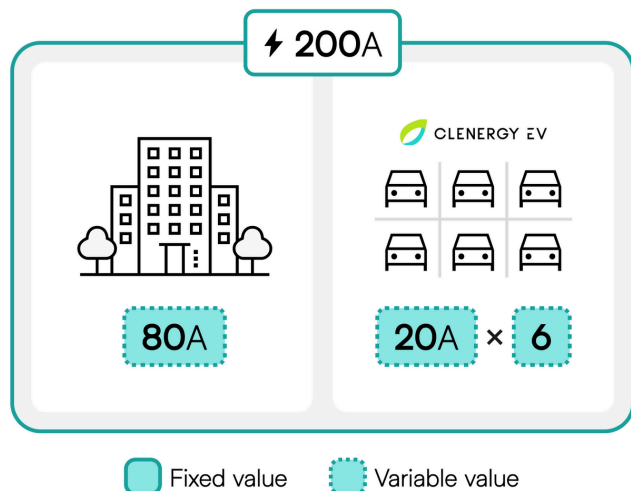 200A
CLENERGY EV
80A
20A × 6
Fixed value
Variable value